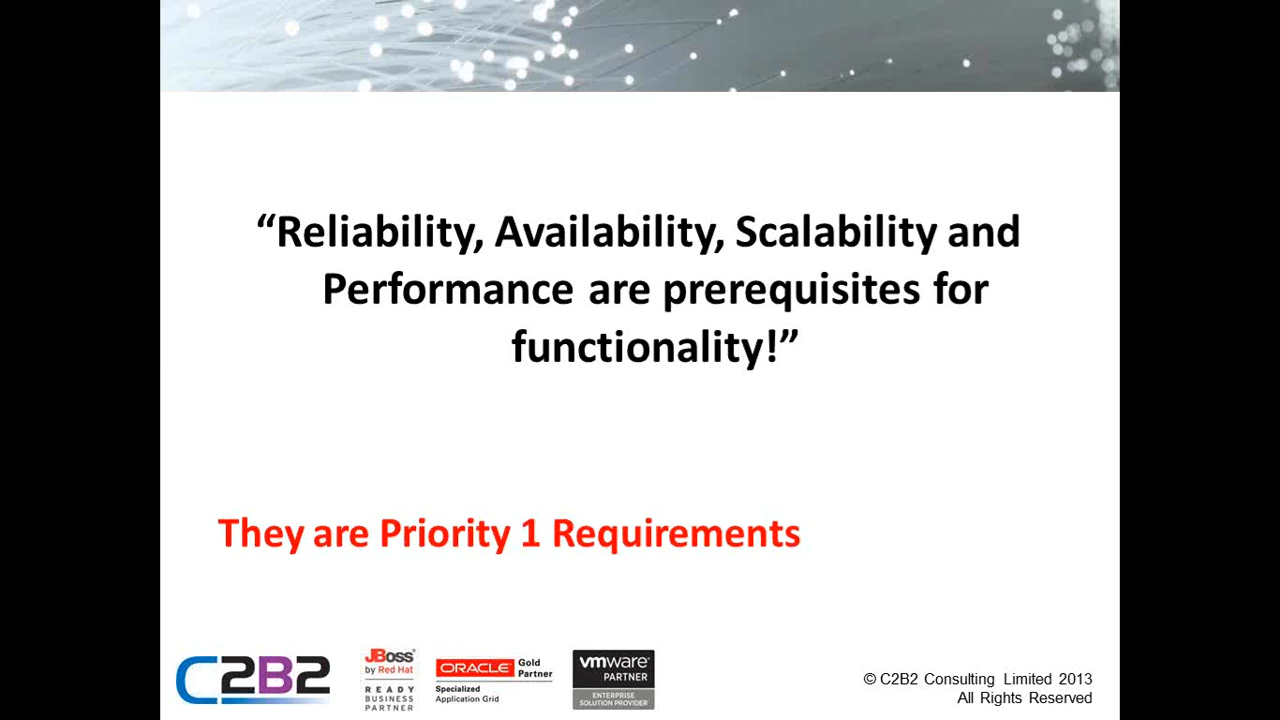 “Reliability, Availability, Scalability and
Performance are prerequisites for
functionality!”
They are Priority 1 Requirements
C2B2
JBoss
by Red Hat
READY
BUSINESS
PARTNER
ORACLE Gold
Partner
Specialized
Application Grid
vmware
PARTNER
ENTERPRISE
SOLUTION PROVIDER
© C2B2 Consulting Limited 2013
All Rights Reserved